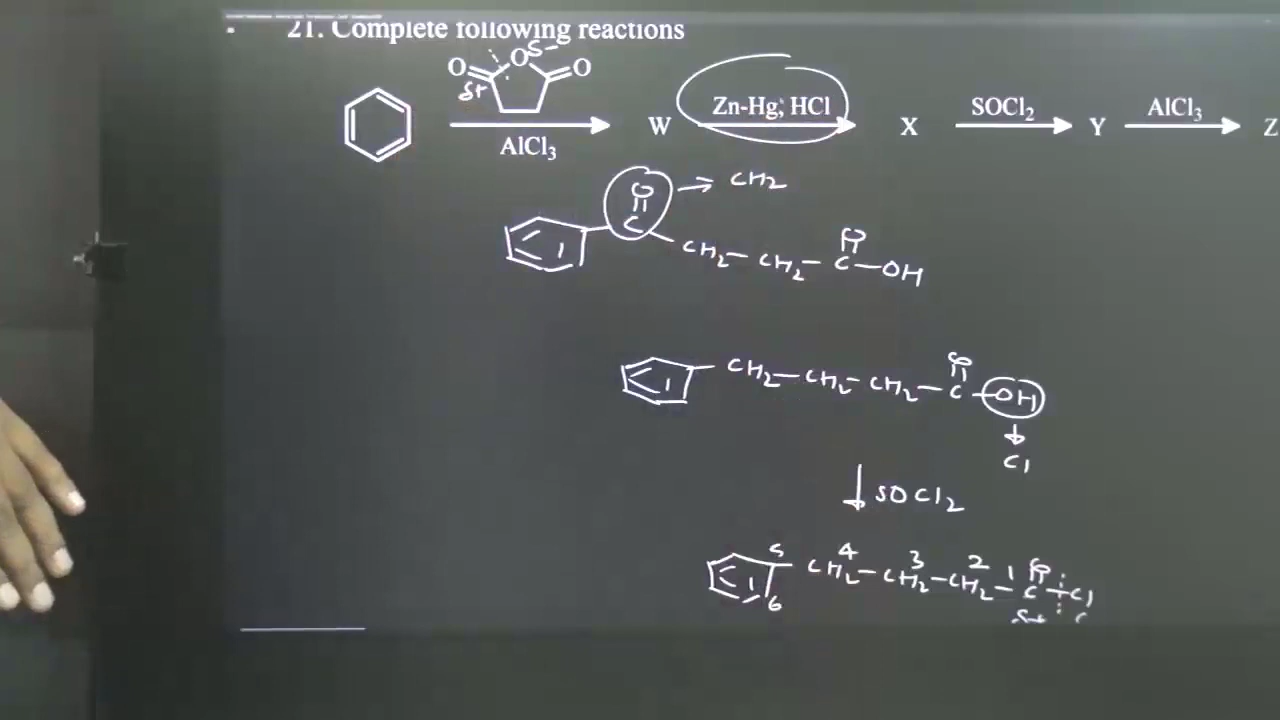 21. Complete following reactions
O O δ- O
δ+
Zn-Hg, HCl SOCl₂ AlCl₃
W X Y Z
AlCl₃
O → CH₂
C
O
CH₂-CH₂-C-OH
O
CH₂-CH₂-CH₂-C-OH
Cl
SOCl₂
5 4 3 2 1 O
CH₂-CH₂-CH₂-C-Cl
6 δ+